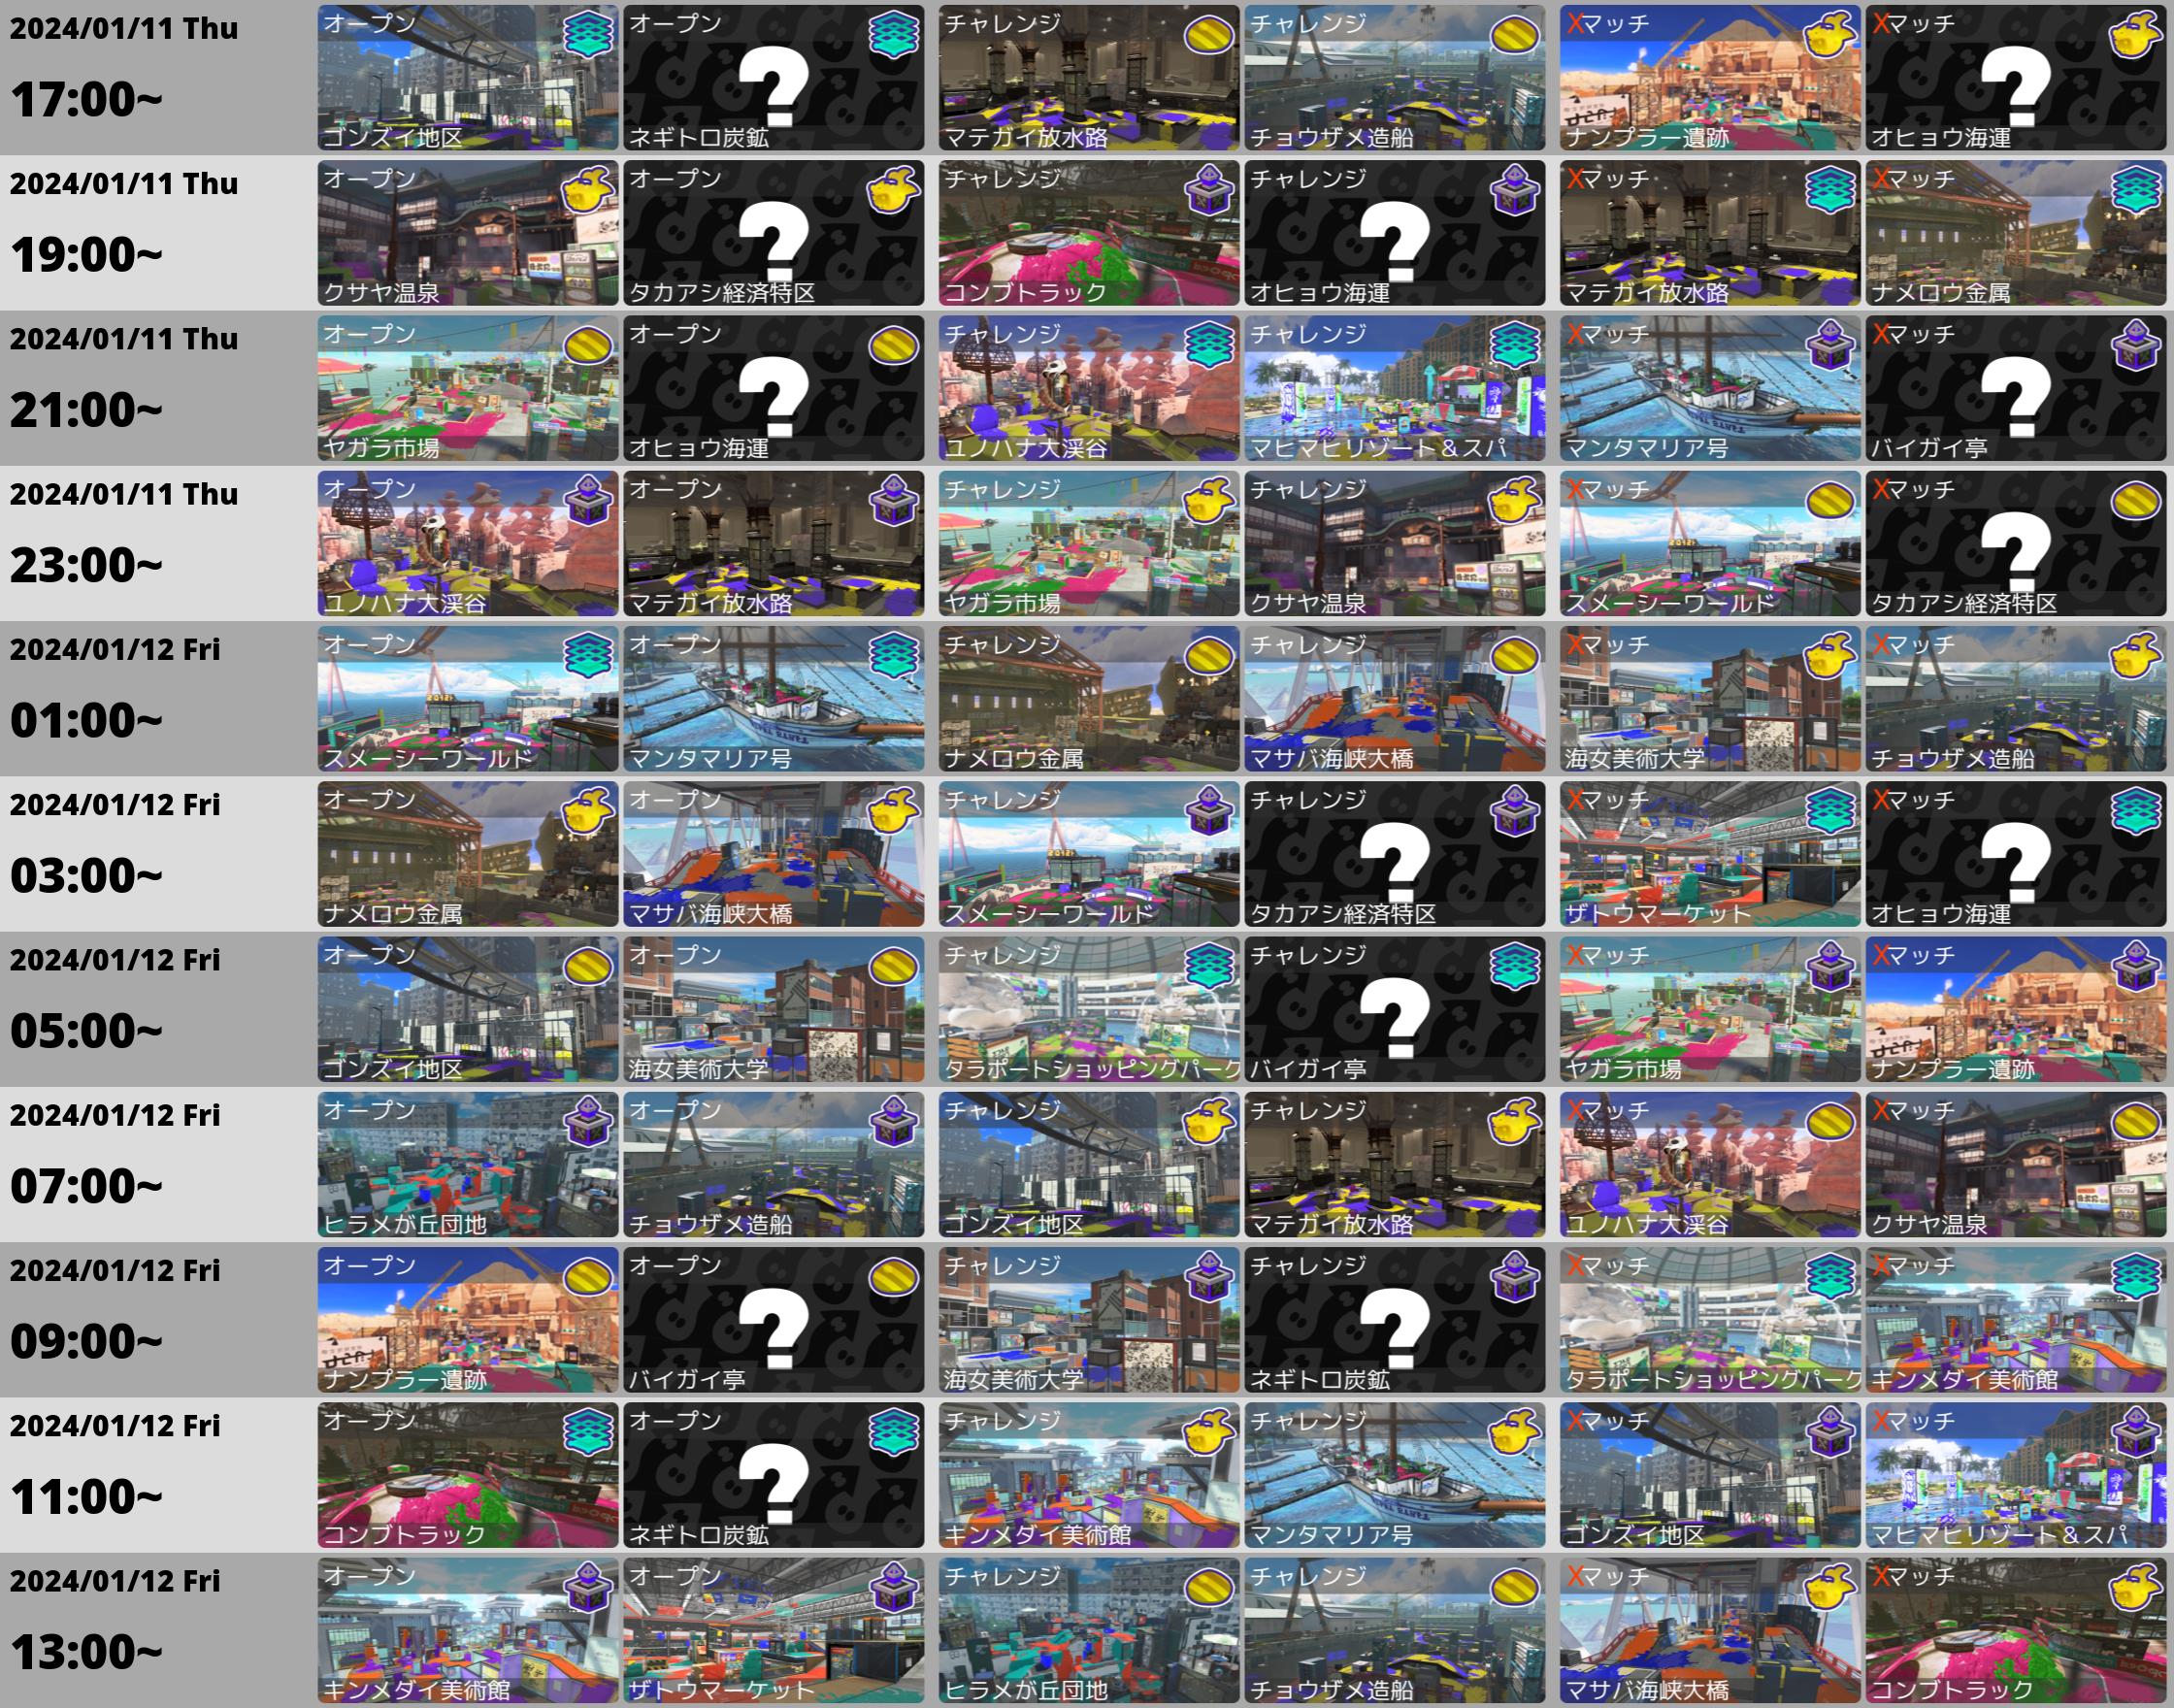 2024/01/11 Thu
17:00~
オープン
ゴンズイ地区
オープン
ネギトロ炭鉱
チャレンジ
マテガイ放水路
チャレンジ
チョウザメ造船
Xマッチ
ナンプラー遺跡
Xマッチ
オヒョウ海運
2024/01/11 Thu
19:00~
オープン
クサヤ温泉
オープン
タカアシ経済特区
チャレンジ
コンブトラック
チャレンジ
オヒョウ海運
Xマッチ
マテガイ放水路
Xマッチ
ナメロウ金属
2024/01/11 Thu
21:00~
オープン
ヤガラ市場
オープン
オヒョウ海運
チャレンジ
ユノハナ大渓谷
チャレンジ
マヒマヒリゾート&スパ
Xマッチ
マンタマリア号
Xマッチ
バイガイ亭
2024/01/11 Thu
23:00~
オープン
ユノハナ大渓谷
オープン
マテガイ放水路
チャレンジ
ヤガラ市場
チャレンジ
クサヤ温泉
Xマッチ
スメーシーワールド
Xマッチ
タカアシ経済特区
2024/01/12 Fri
01:00~
オープン
スメーシーワールド
オープン
マンタマリア号
チャレンジ
ナメロウ金属
チャレンジ
マサバ海峡大橋
Xマッチ
海女美術大学
Xマッチ
チョウザメ造船
2024/01/12 Fri
03:00~
オープン
ナメロウ金属
オープン
マサバ海峡大橋
チャレンジ
スメーシーワールド
チャレンジ
タカアシ経済特区
Xマッチ
ザトウマーケット
Xマッチ
オヒョウ海運
2024/01/12 Fri
05:00~
オープン
ゴンズイ地区
オープン
海女美術大学
チャレンジ
タラポートショッピングパーク
チャレンジ
バイガイ亭
Xマッチ
ヤガラ市場
Xマッチ
ナンプラー遺跡
2024/01/12 Fri
07:00~
オープン
ヒラメが丘団地
オープン
チョウザメ造船
チャレンジ
ゴンズイ地区
チャレンジ
マテガイ放水路
Xマッチ
ユノハナ大渓谷
Xマッチ
クサヤ温泉
2024/01/12 Fri
09:00~
オープン
ナンプラー遺跡
オープン
バイガイ亭
チャレンジ
海女美術大学
チャレンジ
ネギトロ炭鉱
Xマッチ
タラポートショッピングパーク
Xマッチ
キンメダイ美術館
2024/01/12 Fri
11:00~
オープン
コンブトラック
オープン
ネギトロ炭鉱
チャレンジ
キンメダイ美術館
チャレンジ
マンタマリア号
Xマッチ
ゴンズイ地区
Xマッチ
マヒマヒリゾート&スパ
2024/01/12 Fri
13:00~
オープン
キンメダイ美術館
オープン
ザトウマーケット
チャレンジ
ヒラメが丘団地
チャレンジ
チョウザメ造船
Xマッチ
マサバ海峡大橋
Xマッチ
コンブトラック